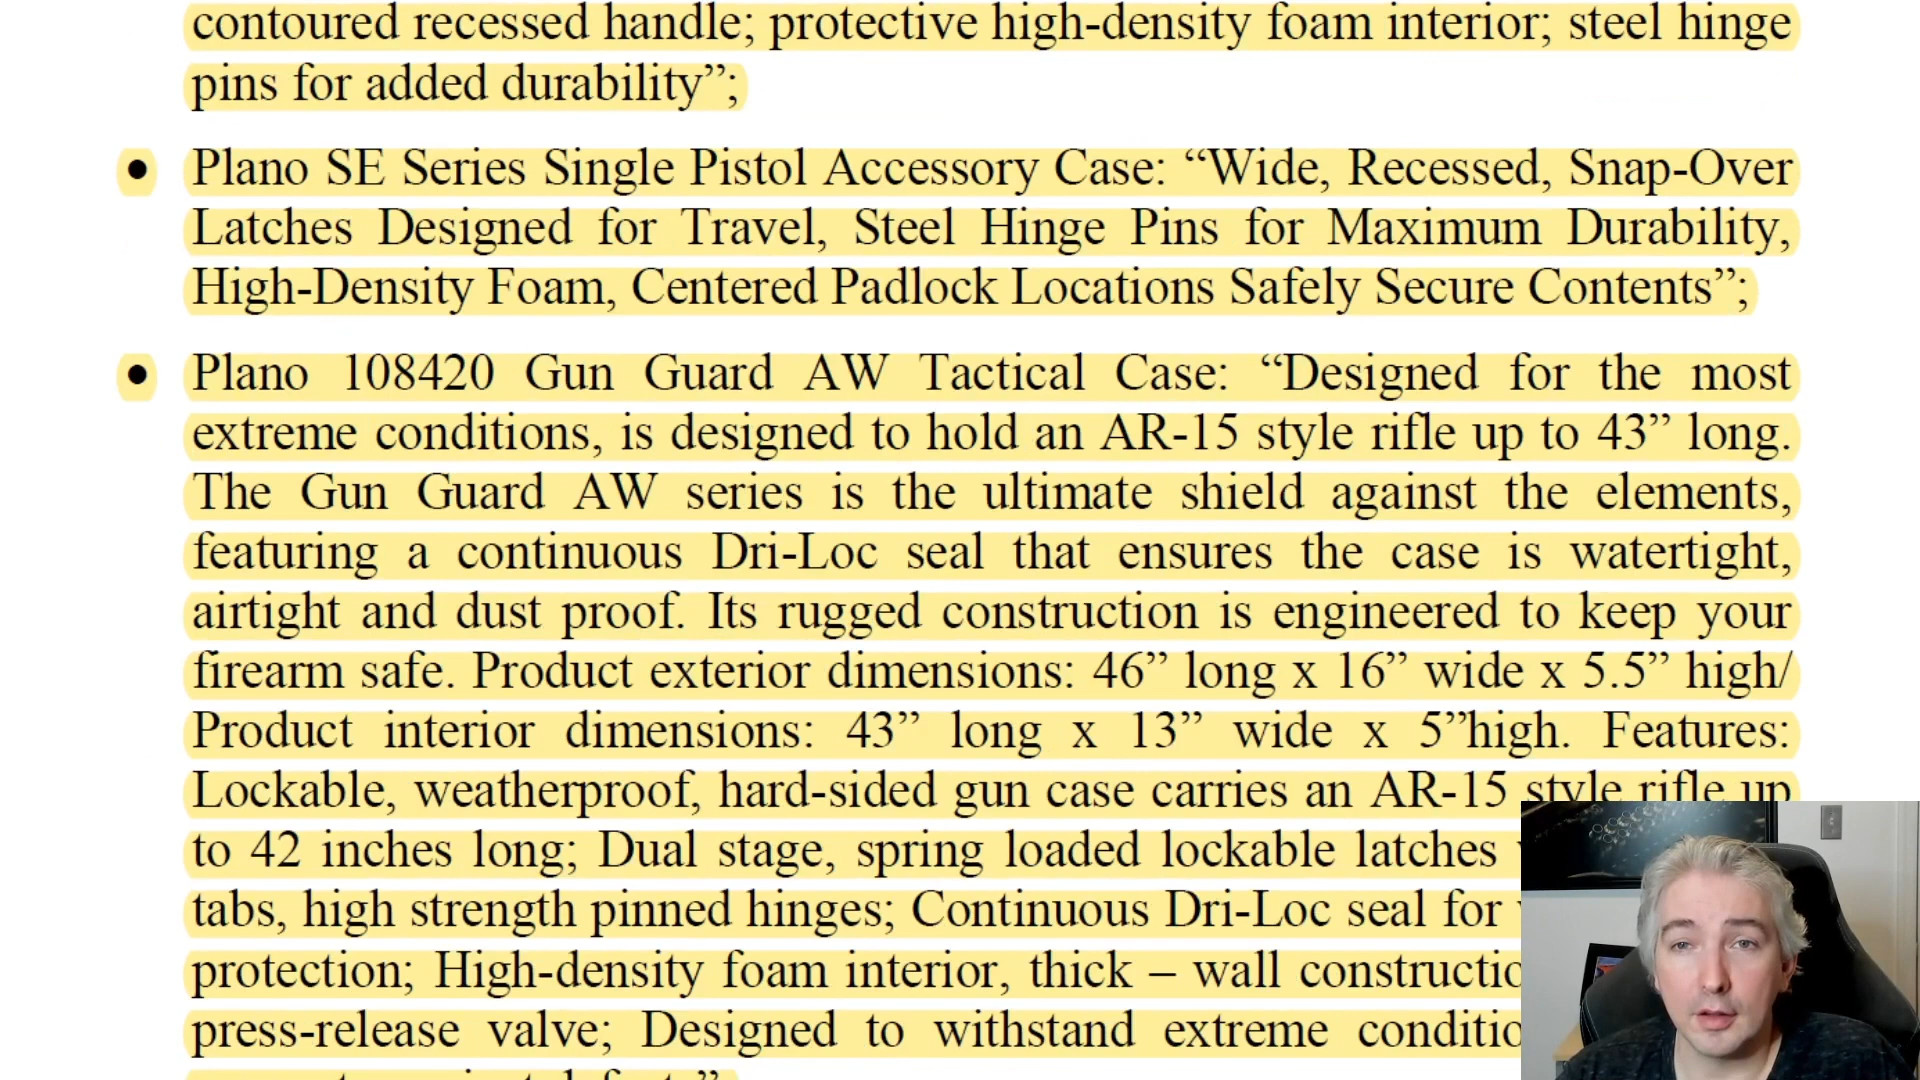 contoured recessed handle; protective high-density foam interior; steel hinge
pins for added durability”;
● Plano SE Series Single Pistol Accessory Case: “Wide, Recessed, Snap-Over
Latches Designed for Travel, Steel Hinge Pins for Maximum Durability,
High-Density Foam, Centered Padlock Locations Safely Secure Contents”;
● Plano 108420 Gun Guard AW Tactical Case: “Designed for the most
extreme conditions, is designed to hold an AR-15 style rifle up to 43” long.
The Gun Guard AW series is the ultimate shield against the elements,
featuring a continuous Dri-Loc seal that ensures the case is watertight,
airtight and dust proof. Its rugged construction is engineered to keep your
firearm safe. Product exterior dimensions: 46” long x 16” wide x 5.5” high/
Product interior dimensions: 43” long x 13” wide x 5”high. Features:
Lockable, weatherproof, hard-sided gun case carries an AR-15 style rifle up
to 42 inches long; Dual stage, spring loaded lockable latches
tabs, high strength pinned hinges; Continuous Dri-Loc seal for
protection; High-density foam interior, thick – wall
press-release valve; Designed to withstand extreme